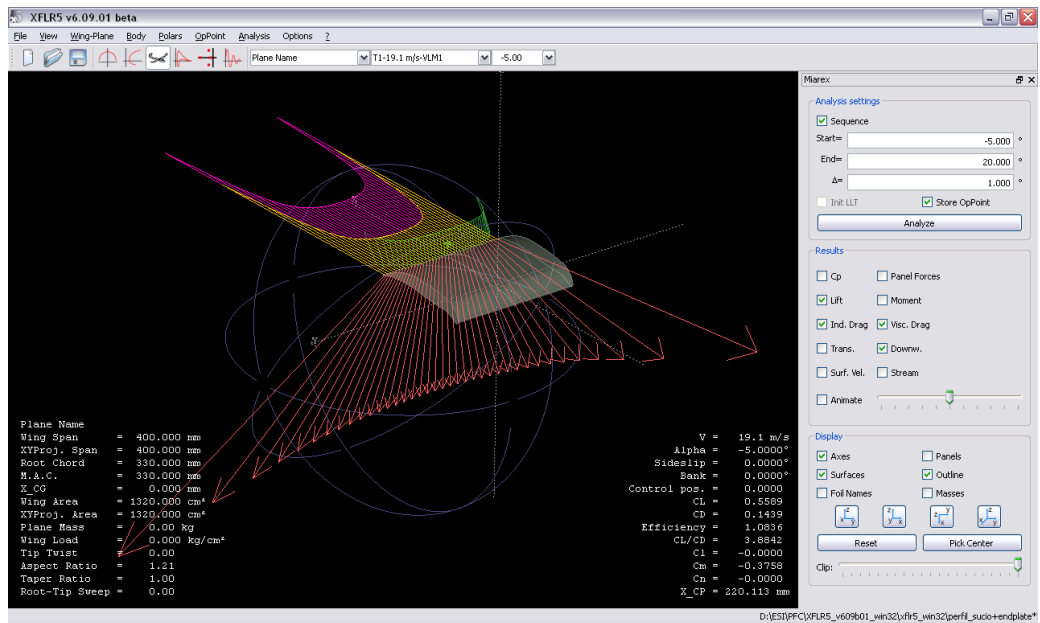 XFLR5 v6.09.01 beta
File View Wing-Plane Body Polars OpPoint Analysis Options ?
Plane Name T1-19.1 m/s-VLM1 -5.00
Miarex
Analysis settings
Sequence
Start= -5.000 °
End= 20.000 °
Δ= 1.000 °
Init LLT Store OpPoint
Analyze
Results
Cp Panel Forces
Lift Moment
Ind. Drag Visc. Drag
Trans. Downw.
Surf. Vel. Stream
Animate
Display
Axes Panels
Surfaces Outline
Foil Names Masses
Reset Pick Center
Clip:
Plane Name
Wing Span = 400.000 mm
XYProj. Span = 400.000 mm
Root Chord = 330.000 mm
M.A.C. = 330.000 mm
X_CG = 0.000 mm
Wing Area = 1320.000 cm²
XYProj. Area = 1320.000 cm²
Plane Mass = 0.00 kg
Wing Load = 0.000 kg/cm²
Tip Twist = 0.00
Aspect Ratio = 1.21
Taper Ratio = 1.00
Root-Tip Sweep = 0.00
V = 19.1 m/s
Alpha = -5.0000°
Sideslip = 0.0000°
Bank = 0.0000°
Control pos. = 0.0000
CL = 0.5589
CD = 0.1439
Efficiency = 1.0836
CL/CD = 3.8842
Cl = -0.0000
Cm = -0.3758
Cn = -0.0000
X_CP = 220.113 mm
D:\ESI\PFC\XFLR5_v609b01_win32\xflr5_win32\perfil_sucio+endplate*